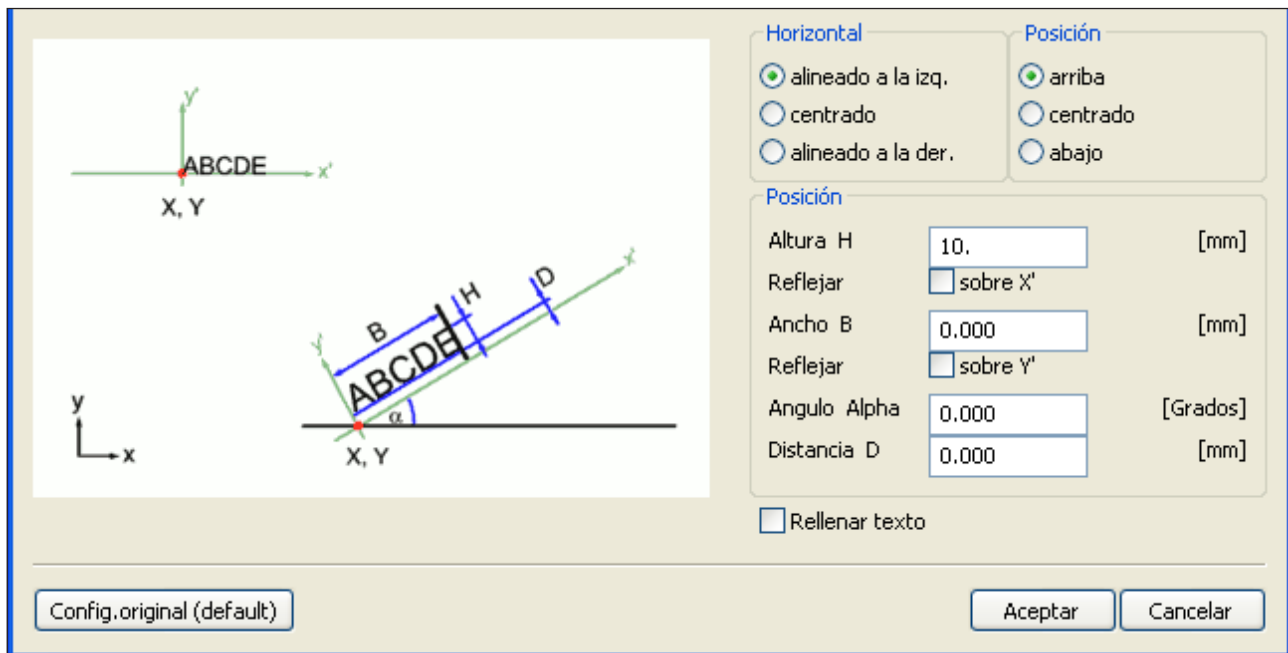 y'
ABCDE
x'
X, Y
x'
D
H
B
y'
ABCDE
α
X, Y
y
x
Horizontal
alineado a la izq.
centrado
alineado a la der.
Posición
arriba
centrado
abajo
Posición
Altura H 10. [mm]
Reflejar sobre X'
Ancho B 0.000 [mm]
Reflejar sobre Y'
Angulo Alpha 0.000 [Grados]
Distancia D 0.000 [mm]
Rellenar texto
Config.original (default)
Aceptar
Cancelar